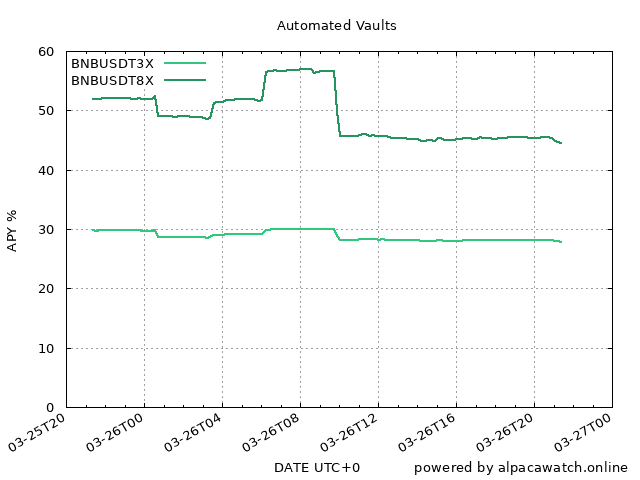 Automated Vaults
BNBUSDT3X
BNBUSDT8X
60
50
40
30
20
10
0
APY %
03-25T20
03-26T00
03-26T04
03-26T08
03-26T12
03-26T16
03-26T20
03-27T00
DATE UTC+0
powered by alpacawatch.online